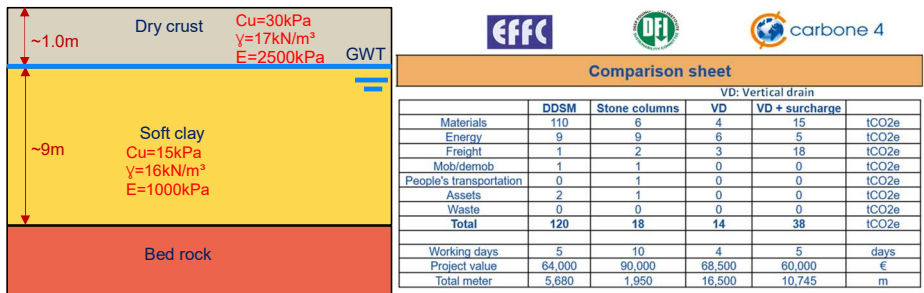 Dry crust
Cu=30kPa
Ɣ=17kN/m³
E=2500kPa
~1.0m
GWT
Soft clay
Cu=15kPa
Ɣ=16kN/m³
E=1000kPa
~9m
Bed rock
EFFC
DFI
carbone 4
Comparison sheet
VD: Vertical drain
DDSM Stone columns VD VD + surcharge
Materials 110 6 4 15 tCO2e
Energy 9 9 6 5 tCO2e
Freight 1 2 3 18 tCO2e
Mob/demob 1 1 0 0 tCO2e
People's transportation 0 1 0 0 tCO2e
Assets 2 1 0 0 tCO2e
Waste 0 0 0 0 tCO2e
Total 120 18 14 38 tCO2e
Working days 5 10 4 5 days
Project value 64,000 90,000 68,500 60,000 €
Total meter 5,680 1,950 16,500 10,745 m